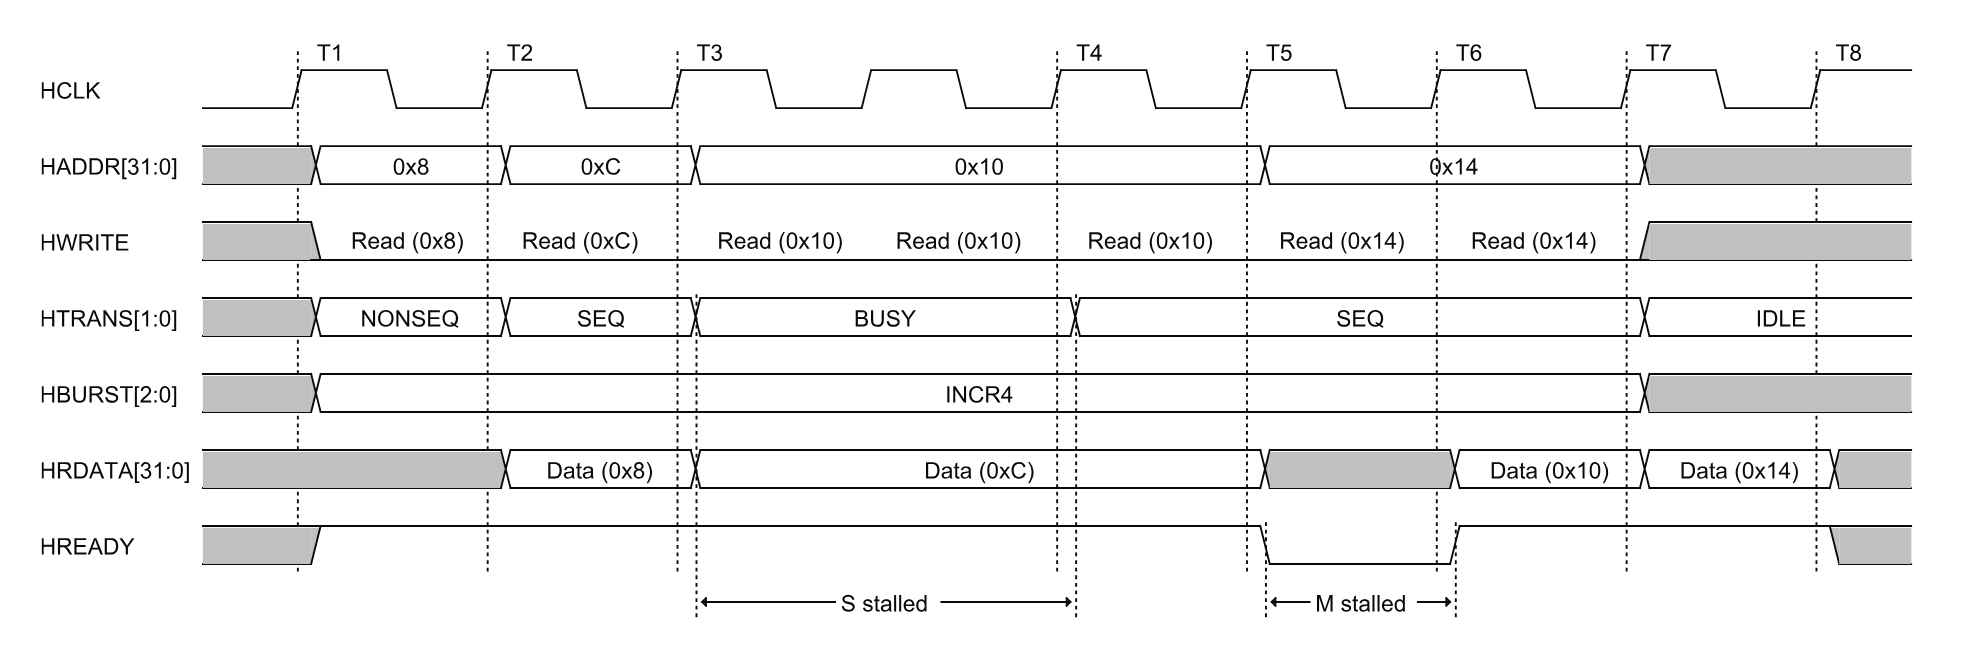 T1 T2 T3 T4 T5 T6 T7 T8
HCLK
HADDR[31:0] 0x8 0xC 0x10 0x14
HWRITE Read (0x8) Read (0xC) Read (0x10) Read (0x10) Read (0x10) Read (0x14) Read (0x14)
HTRANS[1:0] NONSEQ SEQ BUSY SEQ IDLE
HBURST[2:0] INCR4
HRDATA[31:0] Data (0x8) Data (0xC) Data (0x10) Data (0x14)
HREADY
S stalled M stalled